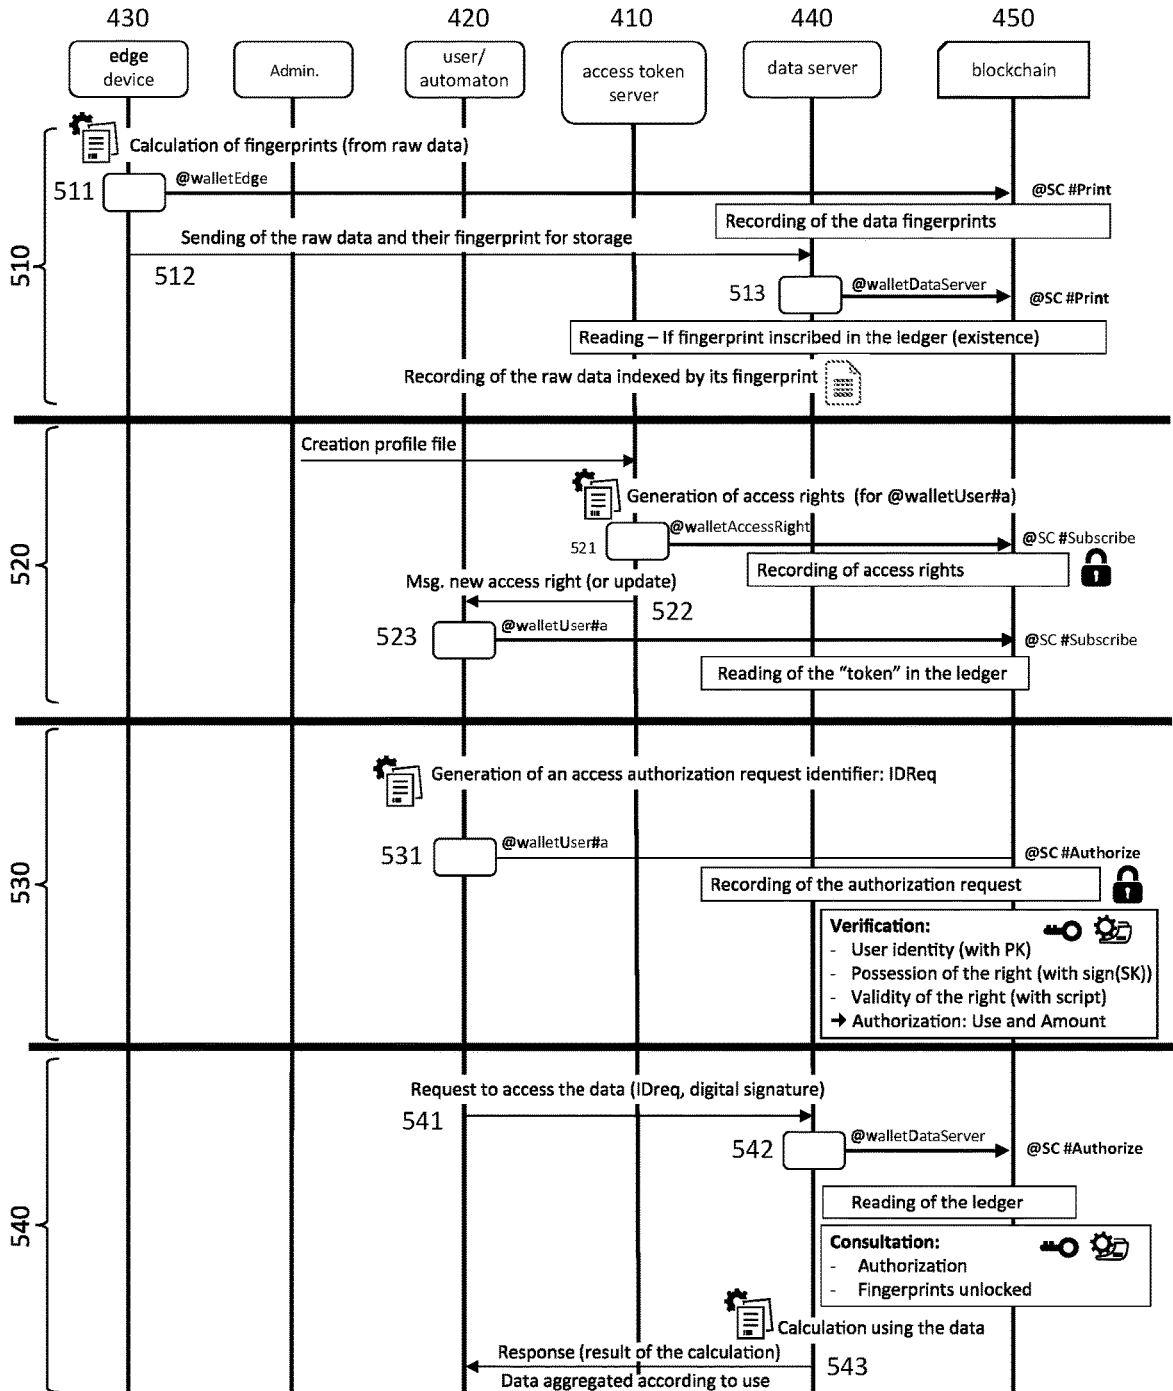 430 420 410 440 450
edge
device
Admin.
user/
automaton
access token
server
data server
blockchain
Calculation of fingerprints (from raw data)
511
@walletEdge
@SC #Print
Recording of the data fingerprints
Sending of the raw data and their fingerprint for storage
510
512
513
@walletDataServer
@SC #Print
Reading – If fingerprint inscribed in the ledger (existence)
Recording of the raw data indexed by its fingerprint
Creation profile file
Generation of access rights (for @walletUser#a)
@walletAccessRight
521
@SC #Subscribe
520
Recording of access rights
Msg. new access right (or update)
522
523
@walletUser#a
@SC #Subscribe
Reading of the “token” in the ledger
Generation of an access authorization request identifier: IDReq
531
@walletUser#a
@SC #Authorize
530
Recording of the authorization request
Verification:
- User identity (with PK)
- Possession of the right (with sign(SK))
- Validity of the right (with script)
➔ Authorization: Use and Amount
Request to access the data (IDreq, digital signature)
541
542
@walletDataServer
@SC #Authorize
Reading of the ledger
540
Consultation:
- Authorization
- Fingerprints unlocked
Calculation using the data
Response (result of the calculation)
543
Data aggregated according to use